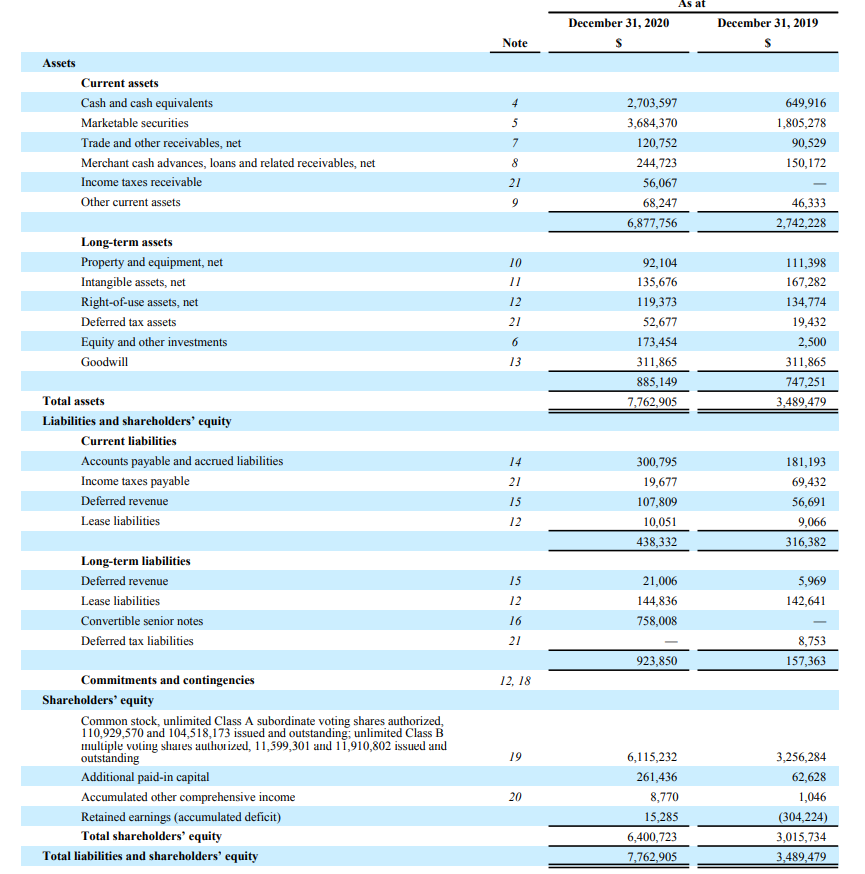 As at
December 31, 2020 December 31, 2019
Note $ $
Assets
Current assets
Cash and cash equivalents 4 2,703,597 649,916
Marketable securities 5 3,684,370 1,805,278
Trade and other receivables, net 7 120,752 90,529
Merchant cash advances, loans and related receivables, net 8 244,723 150,172
Income taxes receivable 21 56,067 —
Other current assets 9 68,247 46,333
6,877,756 2,742,228
Long-term assets
Property and equipment, net 10 92,104 111,398
Intangible assets, net 11 135,676 167,282
Right-of-use assets, net 12 119,373 134,774
Deferred tax assets 21 52,677 19,432
Equity and other investments 6 173,454 2,500
Goodwill 13 311,865 311,865
885,149 747,251
Total assets 7,762,905 3,489,479
Liabilities and shareholders' equity
Current liabilities
Accounts payable and accrued liabilities 14 300,795 181,193
Income taxes payable 21 19,677 69,432
Deferred revenue 15 107,809 56,691
Lease liabilities 12 10,051 9,066
438,332 316,382
Long-term liabilities
Deferred revenue 15 21,006 5,969
Lease liabilities 12 144,836 142,641
Convertible senior notes 16 758,008 —
Deferred tax liabilities 21 — 8,753
923,850 157,363
Commitments and contingencies 12, 18
Shareholders' equity
Common stock, unlimited Class A subordinate voting shares authorized,
110,929,570 and 104,518,173 issued and outstanding; unlimited Class B
multiple voting shares authorized, 11,599,301 and 11,910,802 issued and
outstanding 19 6,115,232 3,256,284
Additional paid-in capital 261,436 62,628
Accumulated other comprehensive income 20 8,770 1,046
Retained earnings (accumulated deficit) 15,285 (304,224)
Total shareholders' equity 6,400,723 3,015,734
Total liabilities and shareholders' equity 7,762,905 3,489,479